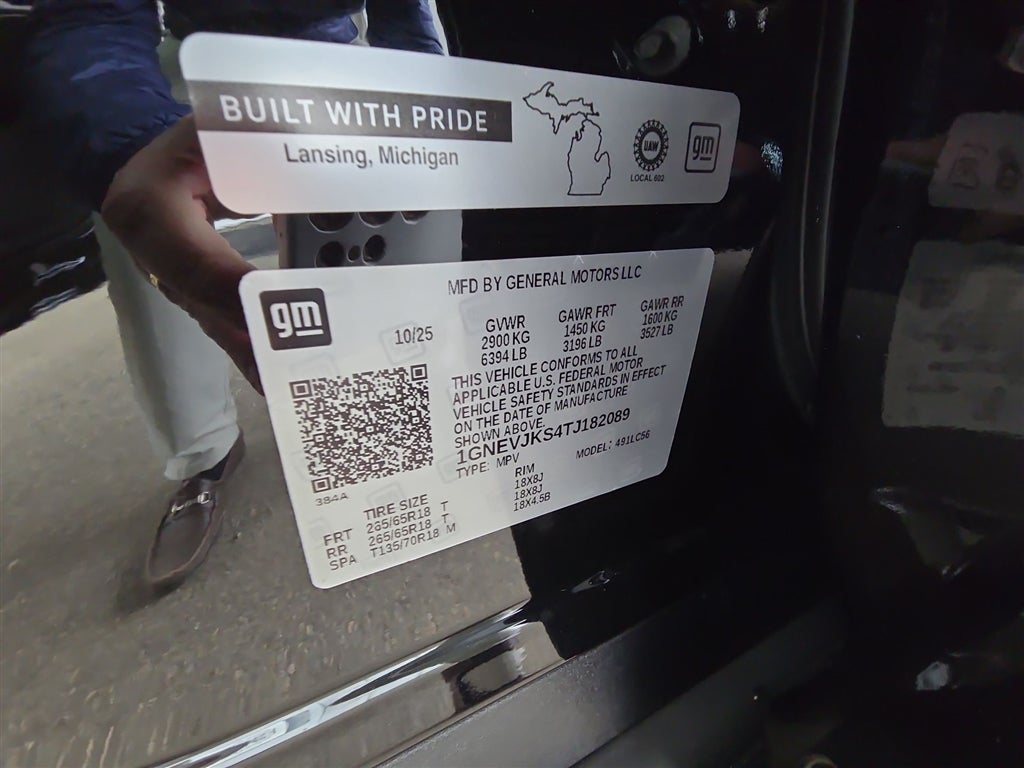 BUILT WITH PRIDE
Lansing, Michigan
UAW
LOCAL 602
gm
gm
MFD BY GENERAL MOTORS LLC
10/25
GVWR
2900 KG
6394 LB
GAWR FRT
1450 KG
3196 LB
GAWR RR
1600 KG
3527 LB
THIS VEHICLE CONFORMS TO ALL
APPLICABLE U.S. FEDERAL MOTOR
VEHICLE SAFETY STANDARDS IN EFFECT
ON THE DATE OF MANUFACTURE
SHOWN ABOVE.
1GNEVJKS4TJ182089
TYPE: MPV MODEL: 491LC56
384A
TIRE SIZE RIM
FRT 265/65R18 T 18X8J
RR 265/65R18 T 18X8J
SPA T135/70R18 M 18X4.5B